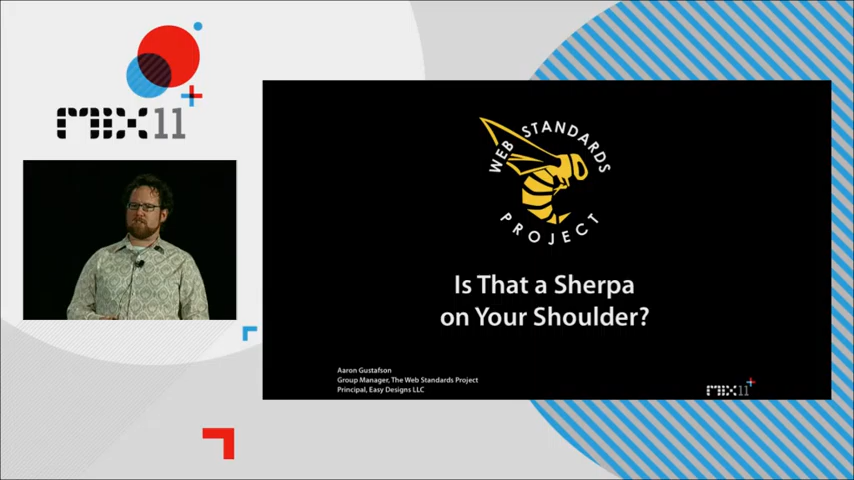 MIX11
WEB STANDARDS
PROJECT
Is That a Sherpa
on Your Shoulder?
Aaron Gustafson
Group Manager, The Web Standards Project
Principal, Easy Designs LLC
MIX11